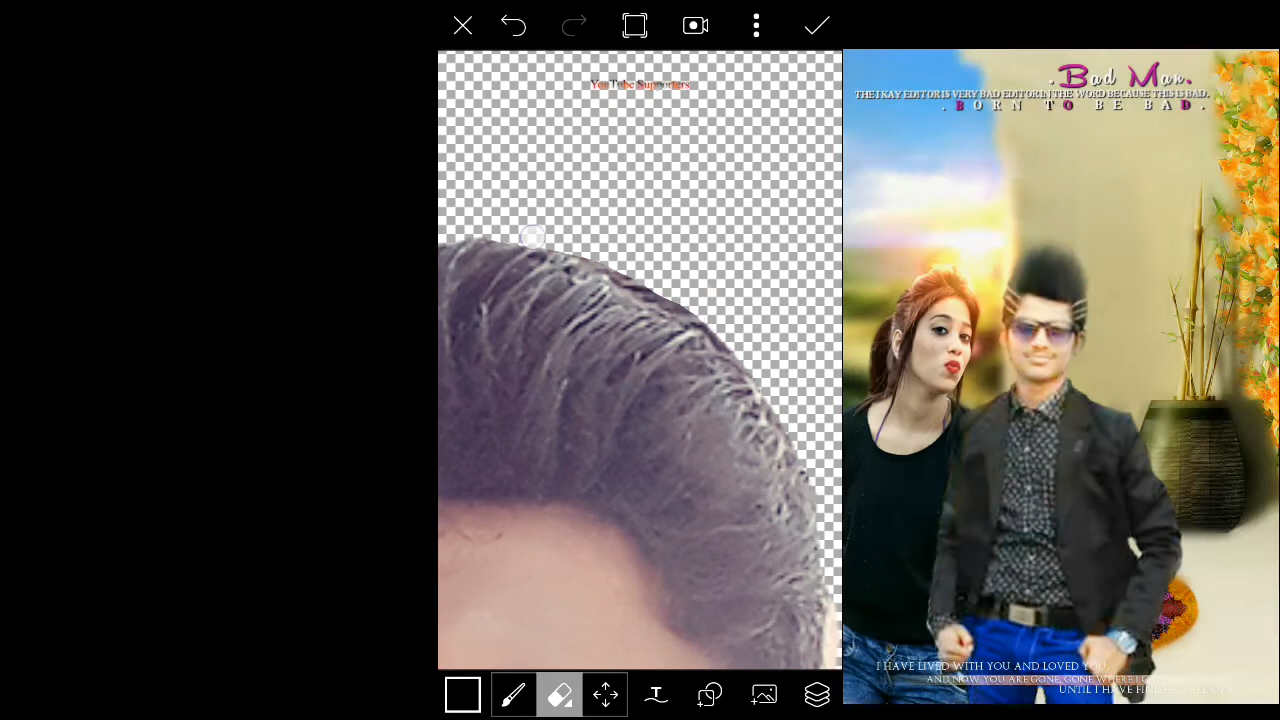 YouTube Supporters
.Bad Man.
THE I KAY EDITOR IS VERY BAD EDITOR IN THE WORD BECAUSE THIS IS BAD.
.BORN TO BE BAD.
I HAVE LIVED WITH YOU AND LOVED YOU,
AND NOW YOU ARE GONE, GONE WHERE I
UNTIL I HAVE FINISHED